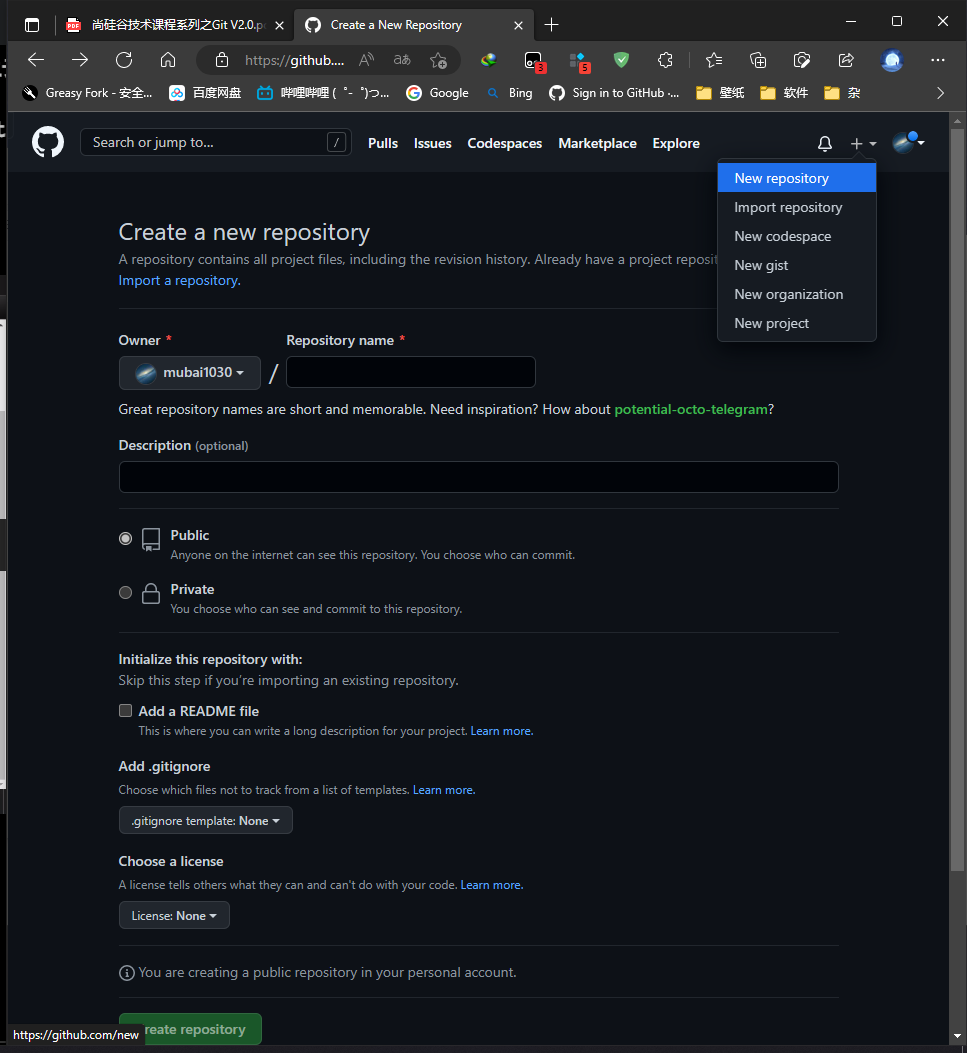 PDF 尚硅谷技术课程系列之Git V2.0.p
Create a New Repository
https://github....
3
5
Greasy Fork - 安全...
百度网盘
哔哩哔哩 (゜-゜)つ...
Google
Bing
Sign in to GitHub ·...
壁纸
软件
杂
Search or jump to...
/
Pulls
Issues
Codespaces
Marketplace
Explore
New repository
Import repository
New codespace
New gist
New organization
New project
Create a new repository
A repository contains all project files, including the revision history. Already have a project reposit
Import a repository.
Owner *
Repository name *
mubai1030
/
Great repository names are short and memorable. Need inspiration? How about potential-octo-telegram?
Description (optional)
Public
Anyone on the internet can see this repository. You choose who can commit.
Private
You choose who can see and commit to this repository.
Initialize this repository with:
Skip this step if you're importing an existing repository.
Add a README file
This is where you can write a long description for your project. Learn more.
Add .gitignore
Choose which files not to track from a list of templates. Learn more.
.gitignore template: None
Choose a license
A license tells others what they can and can't do with your code. Learn more.
License: None
You are creating a public repository in your personal account.
reate repository
https://github.com/new